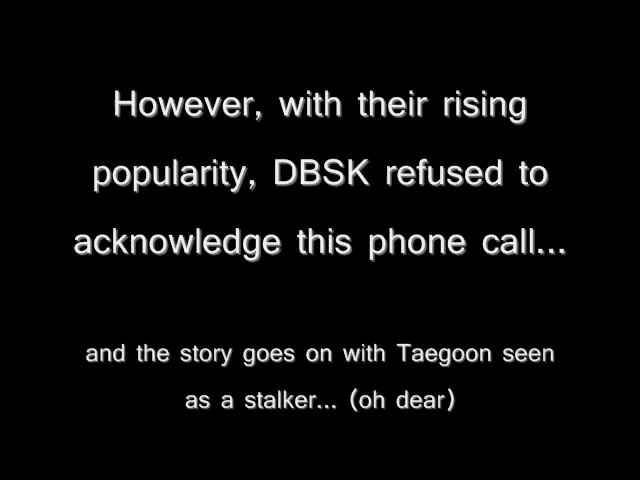 However, with their rising
popularity, DBSK refused to
acknowledge this phone call...
and the story goes on with Taegoon seen
as a stalker... (oh dear)